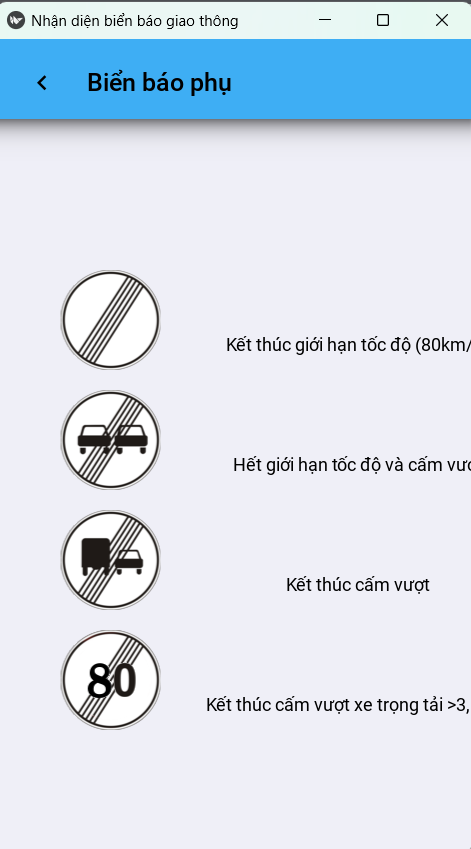 Nhận diện biển báo giao thông
Biển báo phụ
Kết thúc giới hạn tốc độ (80km/
Hết giới hạn tốc độ và cấm
Kết thúc cấm vượt
80
Kết thúc cấm vượt xe trọng tải >3,